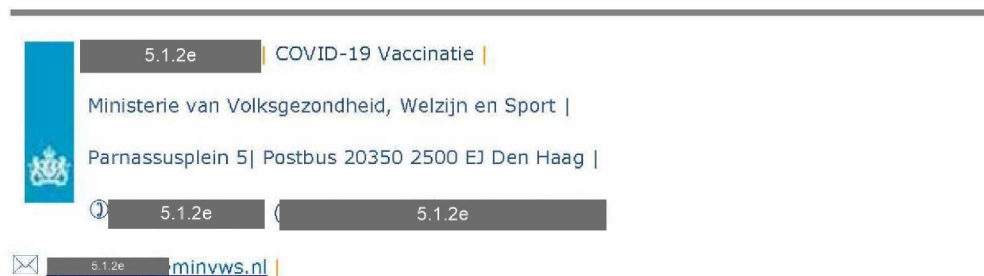 5.1.2e | COVID-19 Vaccinatie |
Ministerie van Volksgezondheid, Welzijn en Sport |
Parnassusplein 5| Postbus 20350 2500 EJ Den Haag |
5.1.2e ( 5.1.2e
5.1.2e minvws.nl |